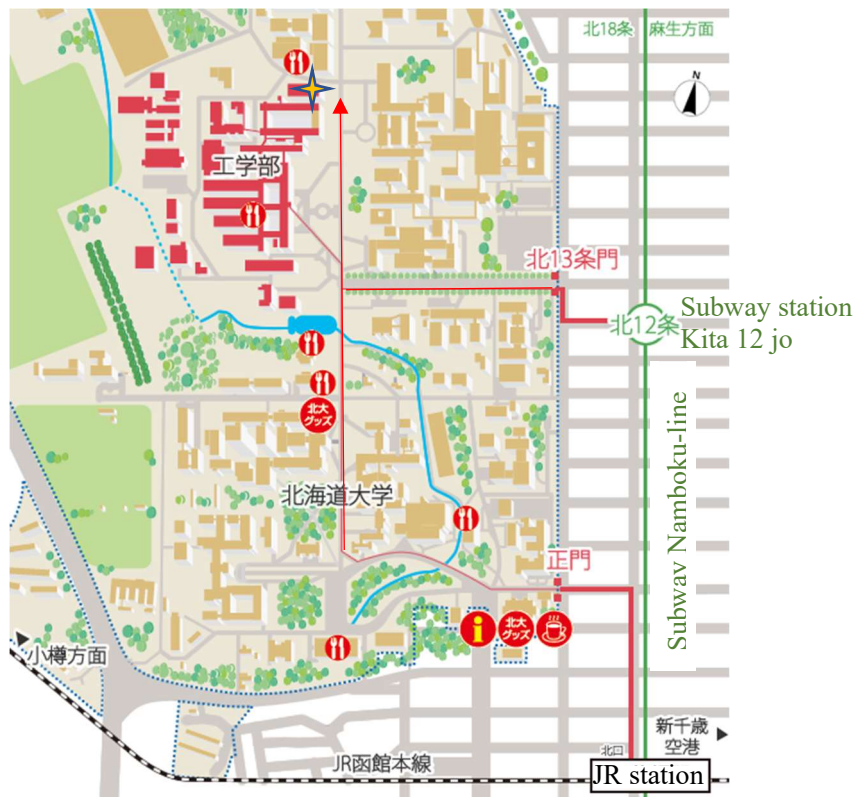 北18条
麻生方面
N
工学部
北13条門
北12条
Subway station
Kita 12 jo
北大
グッズ
Subway Namboku-line
北海道大学
正門
i
北大
グッズ
小樽方面
新千歳
空港
北口
JR函館本線
JR station